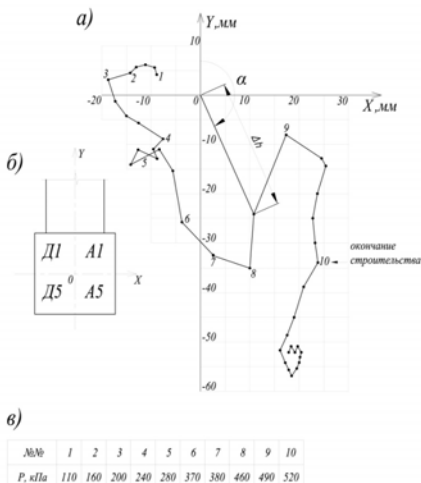 а)
Y,мм
10
α
3 2 1
-20 -10 0 10 20 30
X,мм
4
5
-10
9
Δh
-20
6
-30
7
8
10
окончание
строительства
-40
-50
-60
б)
Y
Д1 А1
0
X
Д5 А5
в)
№№ 1 2 3 4 5 6 7 8 9 10
Р, кПа 110 160 200 240 280 370 380 460 490 520